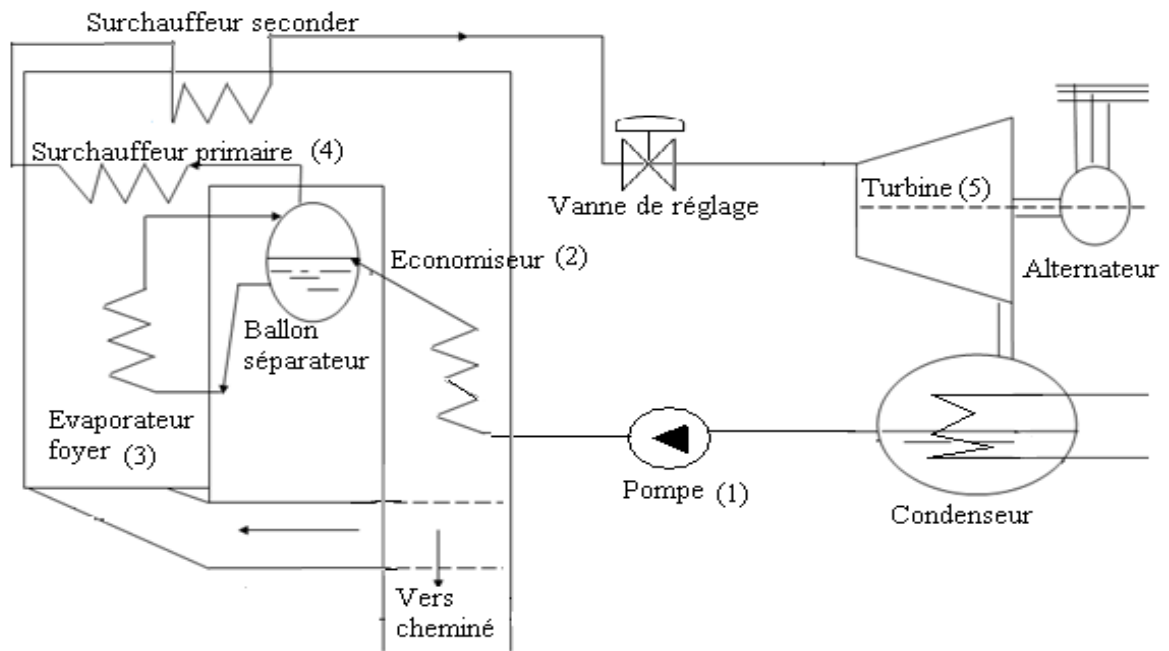 Surchauffeur seconder
Surchauffeur primaire (4)
Vanne de réglage
Turbine (5)
Alternateur
Economiseur (2)
Ballon
séparateur
Evaporateur
foyer (3)
Pompe (1)
Condenseur
Vers
cheminé